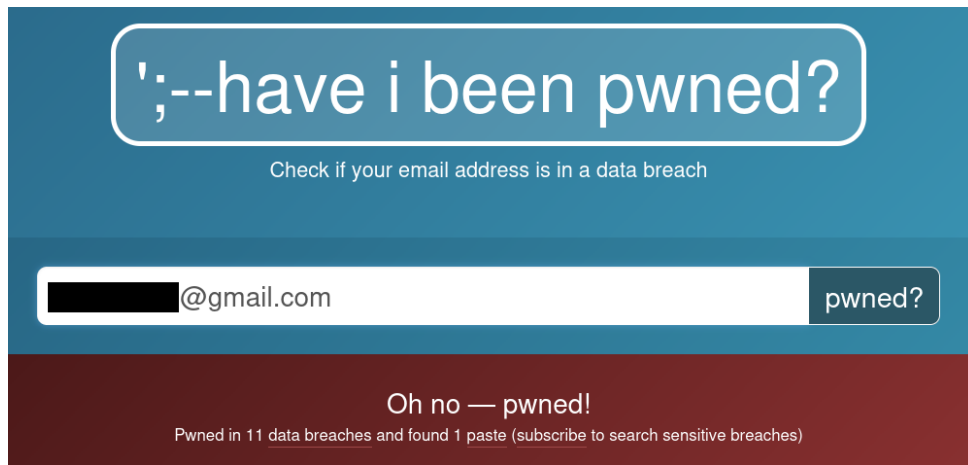 ';--have i been pwned?
Check if your email address is in a data breach
@gmail.com
pwned?
Oh no — pwned!
Pwned in 11 data breaches and found 1 paste (subscribe to search sensitive breaches)